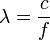 λ = c/f